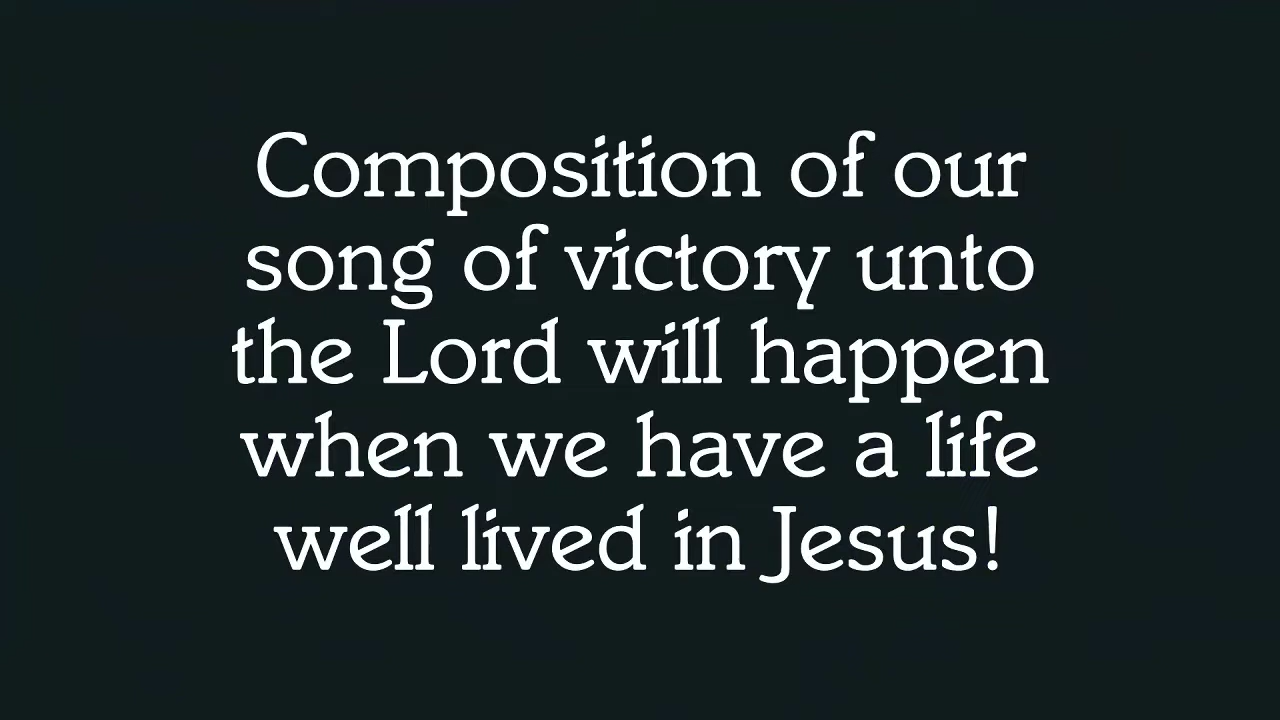 Composition of our
song of victory unto
the Lord will happen
when we have a life
well lived in Jesus!